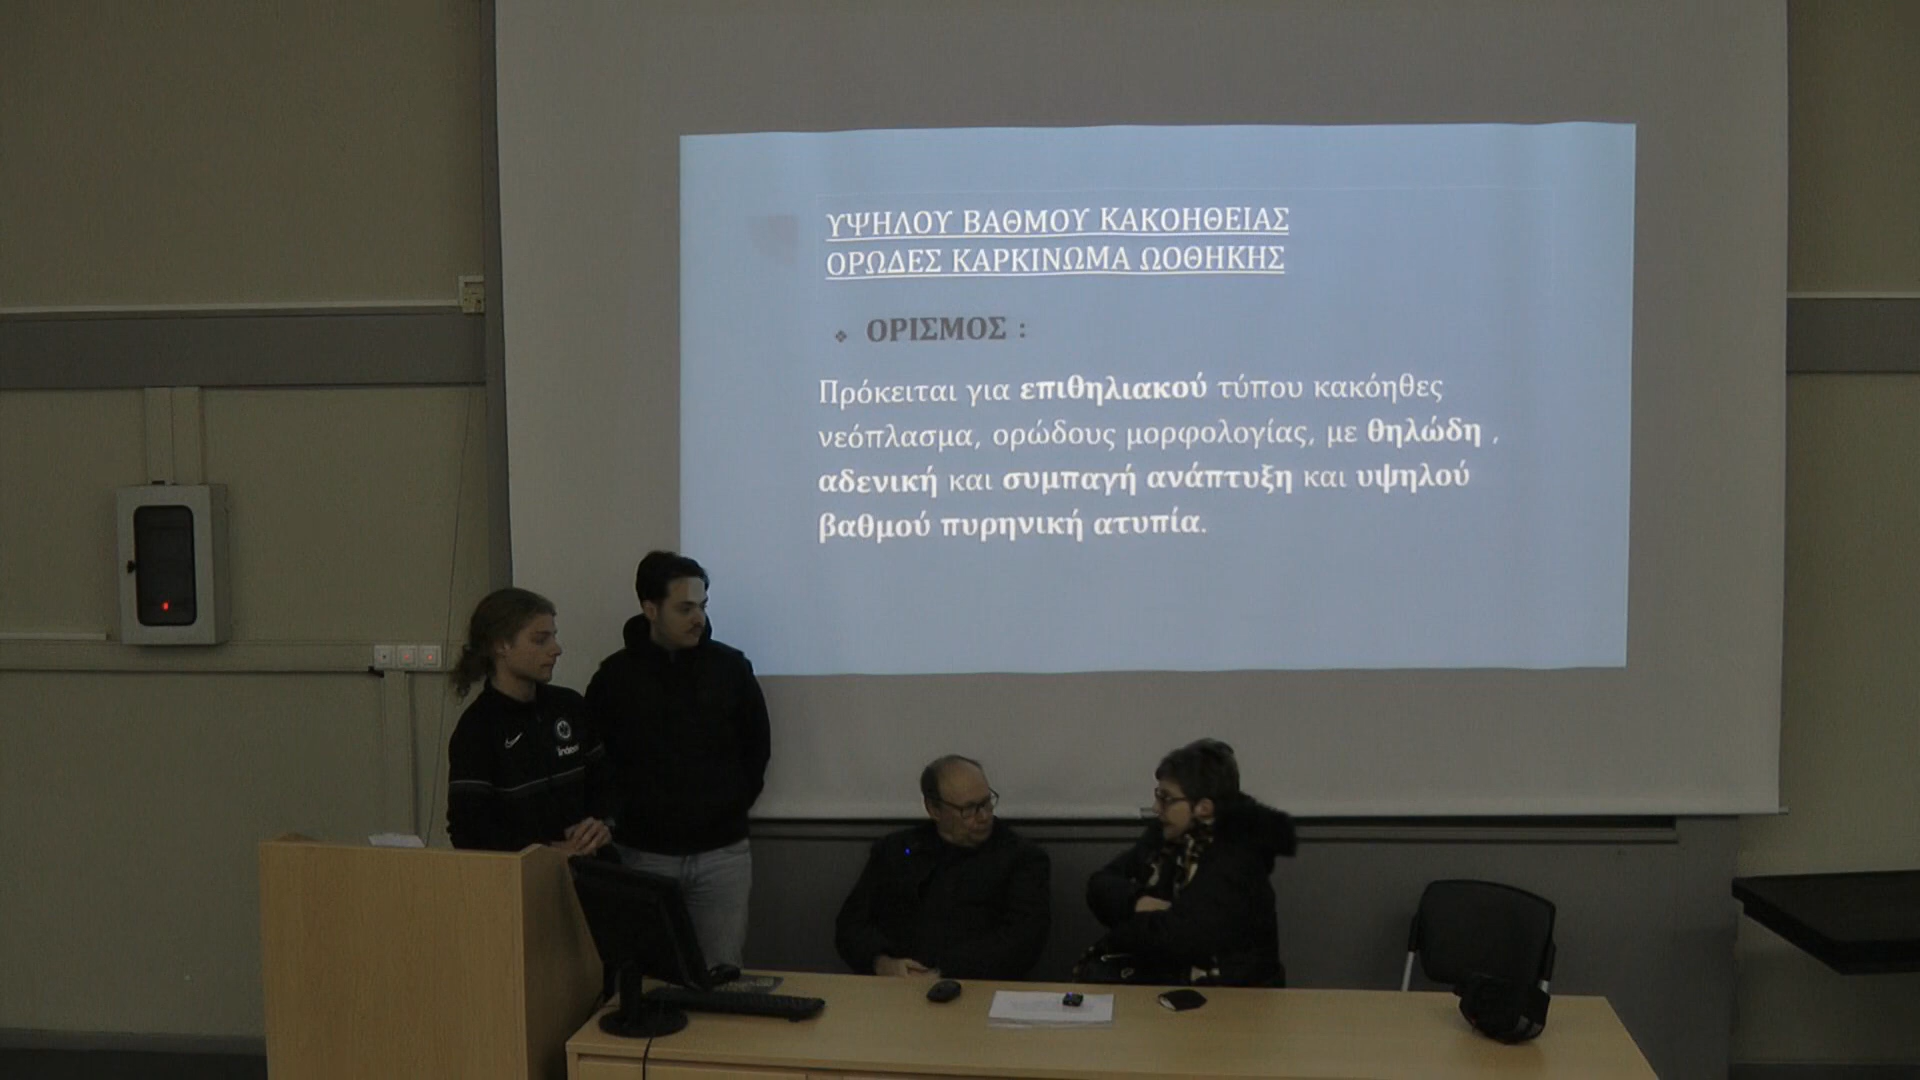 ΥΨΗΛΟΥ ΒΑΘΜΟΥ ΚΑΚΟΗΘΕΙΑΣ
ΟΡΩΔΕΣ ΚΑΡΚΙΝΩΜΑ ΩΟΘΗΚΗΣ
❖ ΟΡΙΣΜΟΣ :
Πρόκειται για επιθηλιακού τύπου κακόηθες
νεόπλασμα, ορώδους μορφολογίας, με θηλώδη ,
αδενική και συμπαγή ανάπτυξη και υψηλού
βαθμού πυρηνική ατυπία.
indeed